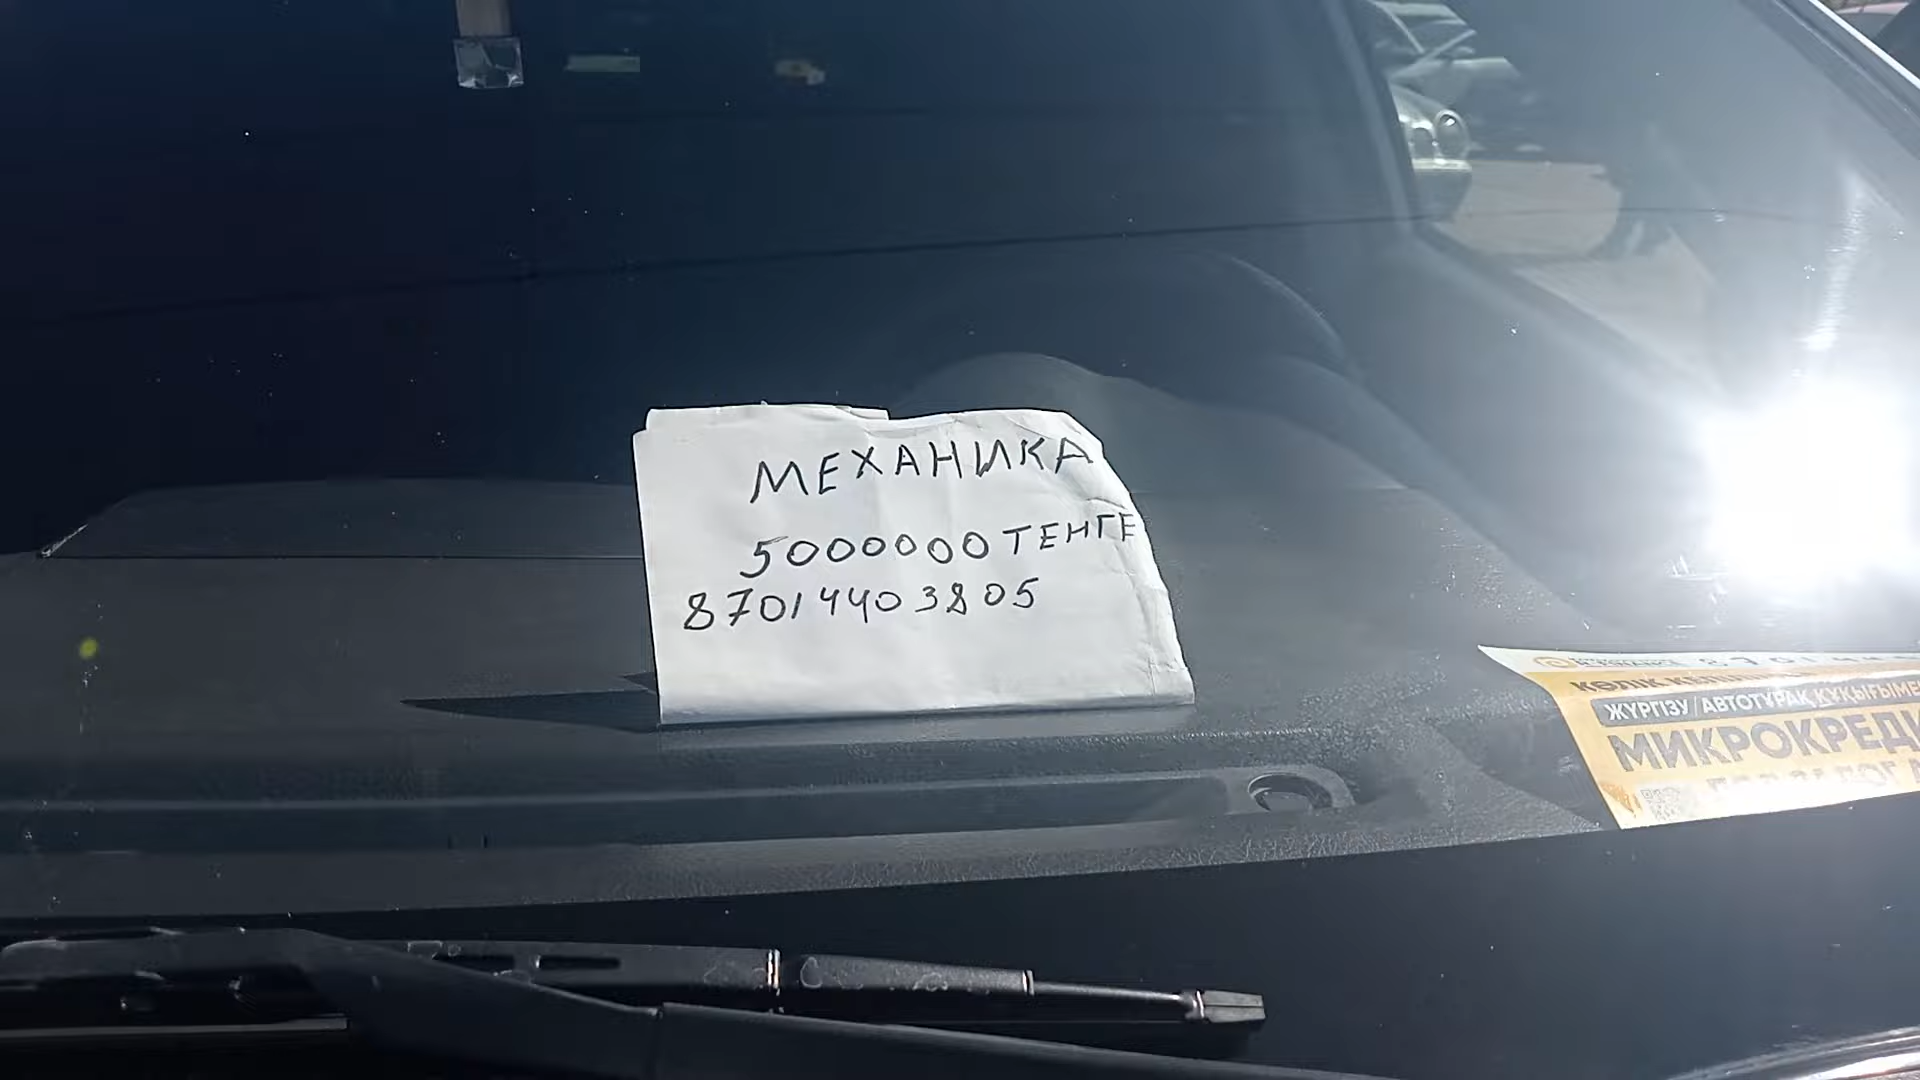 МЕХАНИКА
5000000 ТЕНГЕ
87014403805
ЖҮРГІЗУ/АВТОТҰРАҚ ҚҰҚЫҒЫМЕН
МИКРОКРЕДИ